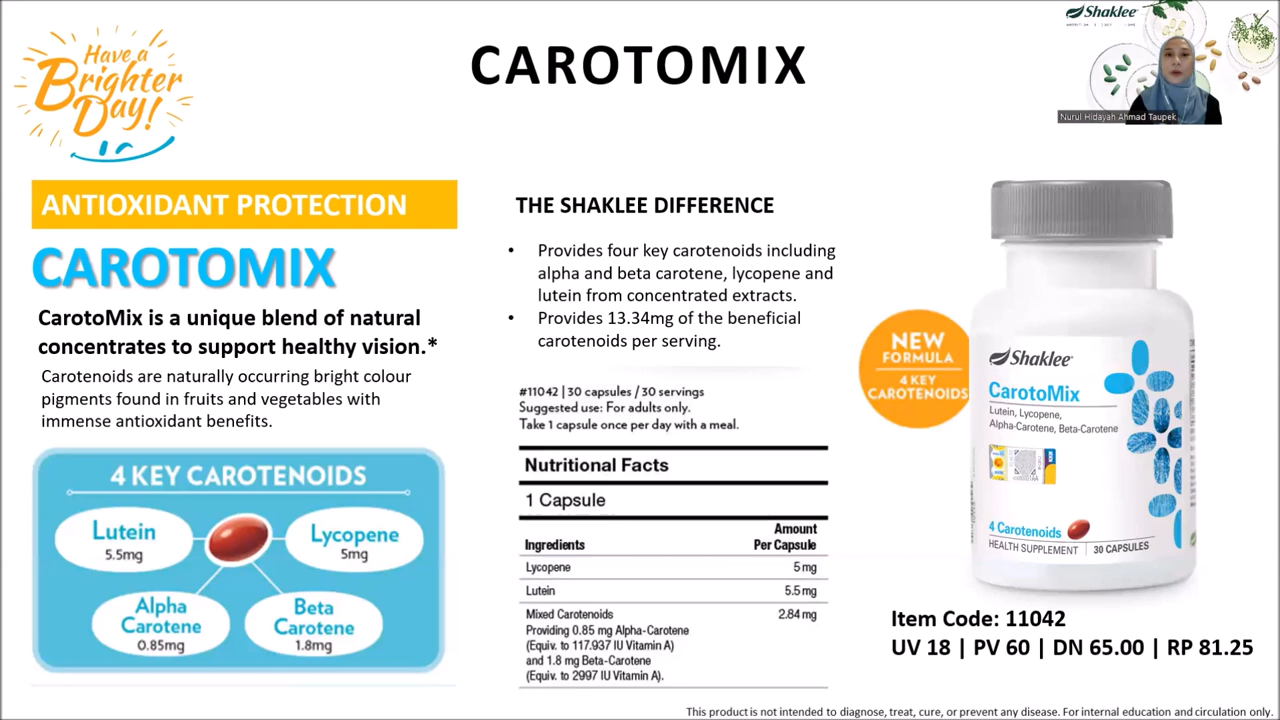 Have a
Brighter
Day!
CAROTOMIX
Shaklee
Nurul Hidayah Ahmad Taupek
ANTIOXIDANT PROTECTION
CAROTOMIX
CarotoMix is a unique blend of natural
concentrates to support healthy vision.*
Carotenoids are naturally occurring bright colour
pigments found in fruits and vegetables with
immense antioxidant benefits.
4 KEY CAROTENOIDS
Lutein
5.5mg
Lycopene
5mg
Alpha
Carotene
0.85mg
Beta
Carotene
1.8mg
THE SHAKLEE DIFFERENCE
• Provides four key carotenoids including
alpha and beta carotene, lycopene and
lutein from concentrated extracts.
• Provides 13.34mg of the beneficial
carotenoids per serving.
#11042 | 30 capsules / 30 servings
Suggested use: For adults only.
Take 1 capsule once per day with a meal.
Nutritional Facts
1 Capsule
Amount
Ingredients Per Capsule
Lycopene 5 mg
Lutein 5.5 mg
Mixed Carotenoids 2.84 mg
Providing 0.85 mg Alpha-Carotene
(Equiv. to 117.937 IU Vitamin A)
and 1.8 mg Beta-Carotene
(Equiv. to 2997 IU Vitamin A).
NEW
FORMULA
4 KEY
CAROTENOIDS
Shaklee
CarotoMix
Lutein, Lycopene,
Alpha-Carotene, Beta-Carotene
4 Carotenoids
HEALTH SUPPLEMENT | 30 CAPSULES
Item Code: 11042
UV 18 | PV 60 | DN 65.00 | RP 81.25
This product is not intended to diagnose, treat, cure, or prevent any disease. For internal education and circulation only.